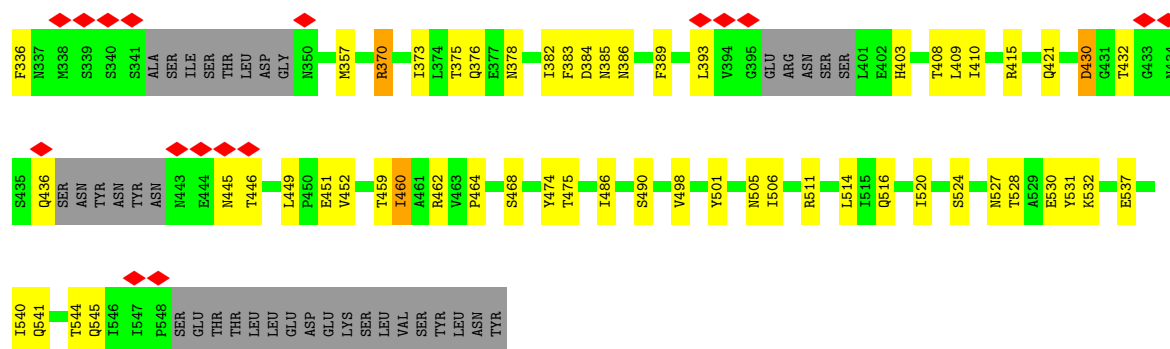 F336 N337 M338 S339 S340 S341 ALA SER ILE SER THR LEU ASP GLY N350 M357 R370 I373 L374 T375 Q376 E377 N378 I382 F383 D384 N385 N386 F389 L393 V394 G395 GLU ARG ASN SER SER L401 E402 H403 T408 L409 I410 R415 Q421 D430 G431 T432 G433 N434
S435 Q436 SER ASN TYR ASN TYR ASN N443 E444 N445 T446 L449 P450 E451 V452 T459 I460 A461 R462 V463 P464 S468 Y474 T475 I486 S490 V498 Y501 N505 I506 R511 L514 I515 Q516 I520 S524 N527 T528 A529 E530 Y531 K532 E537
I540 Q541 T544 Q545 I546 I547 P548 SER GLU THR THR LEU LEU GLU ASP GLU LYS SER LEU VAL SER TYR LEU ASN TYR